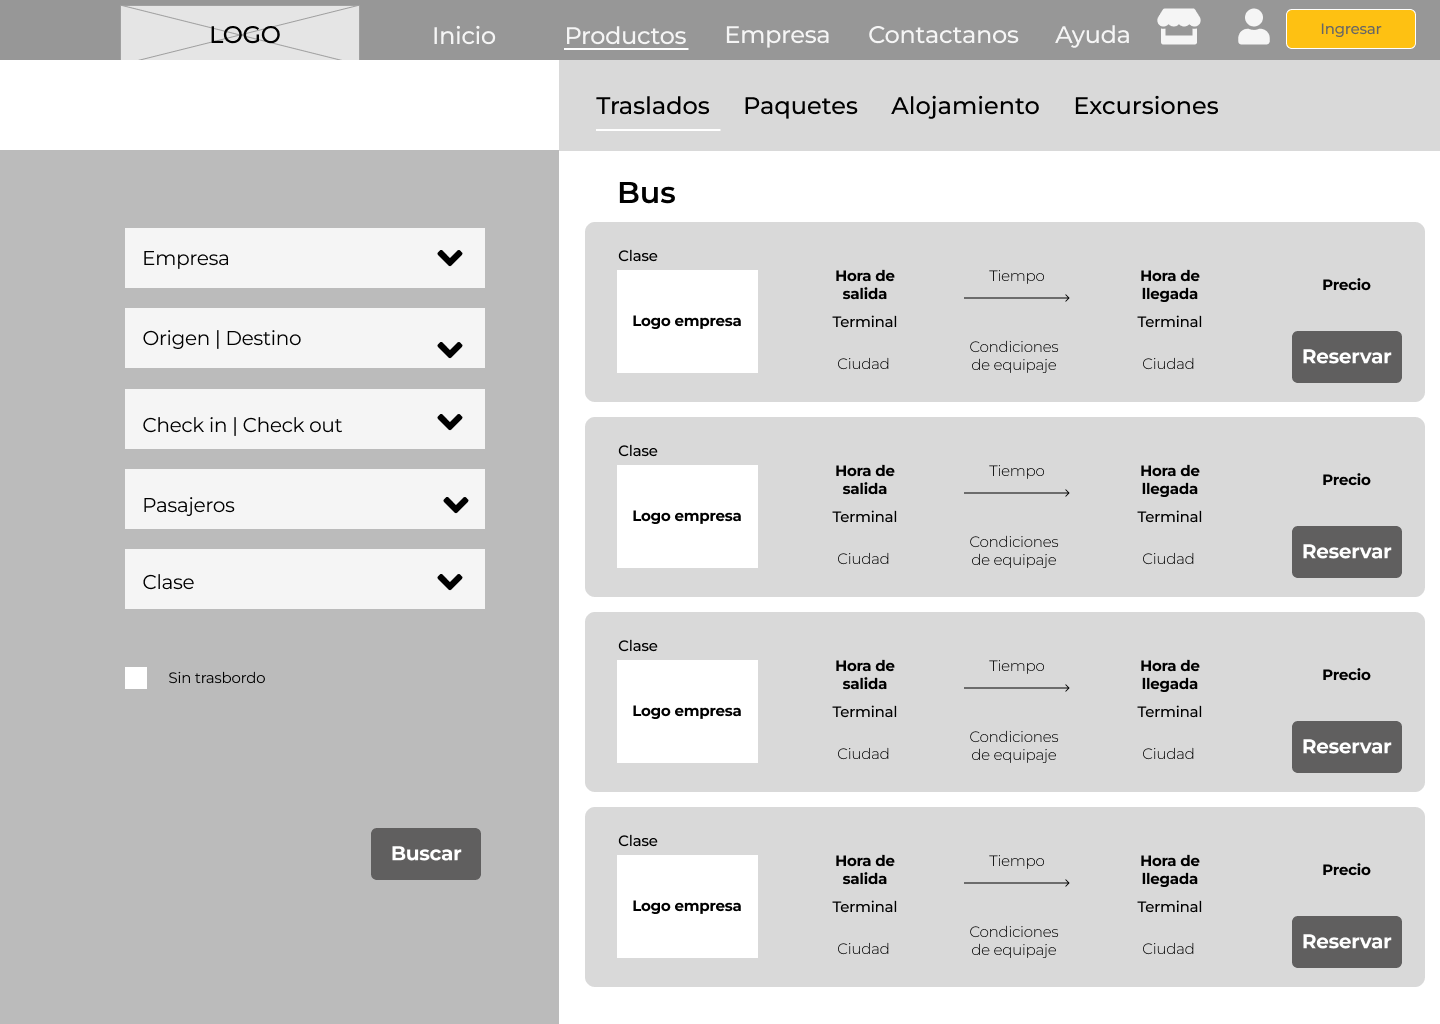 LOGO
Inicio
Productos
Empresa
Contactanos
Ayuda
Ingresar
Traslados
Paquetes
Alojamiento
Excursiones
Empresa
Origen | Destino
Check in | Check out
Pasajeros
Clase
Sin trasbordo
Buscar
Bus
Clase
Logo empresa
Hora de
salida
Terminal
Ciudad
Tiempo
Condiciones
de equipaje
Hora de
llegada
Terminal
Ciudad
Precio
Reservar
Clase
Logo empresa
Hora de
salida
Terminal
Ciudad
Tiempo
Condiciones
de equipaje
Hora de
llegada
Terminal
Ciudad
Precio
Reservar
Clase
Logo empresa
Hora de
salida
Terminal
Ciudad
Tiempo
Condiciones
de equipaje
Hora de
llegada
Terminal
Ciudad
Precio
Reservar
Clase
Logo empresa
Hora de
salida
Terminal
Ciudad
Tiempo
Condiciones
de equipaje
Hora de
llegada
Terminal
Ciudad
Precio
Reservar